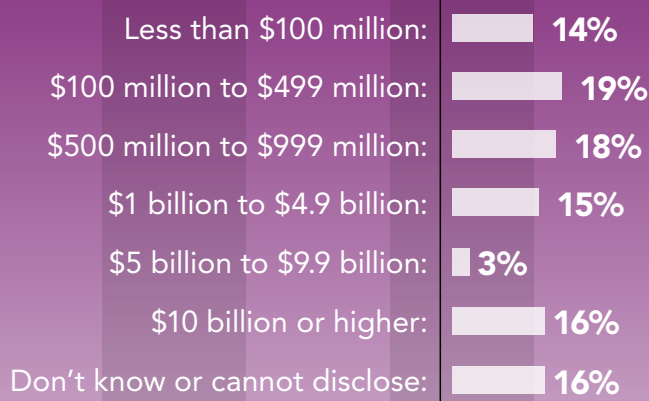 Less than $100 million: 14%
$100 million to $499 million: 19%
$500 million to $999 million: 18%
$1 billion to $4.9 billion: 15%
$5 billion to $9.9 billion: 3%
$10 billion or higher: 16%
Don’t know or cannot disclose: 16%